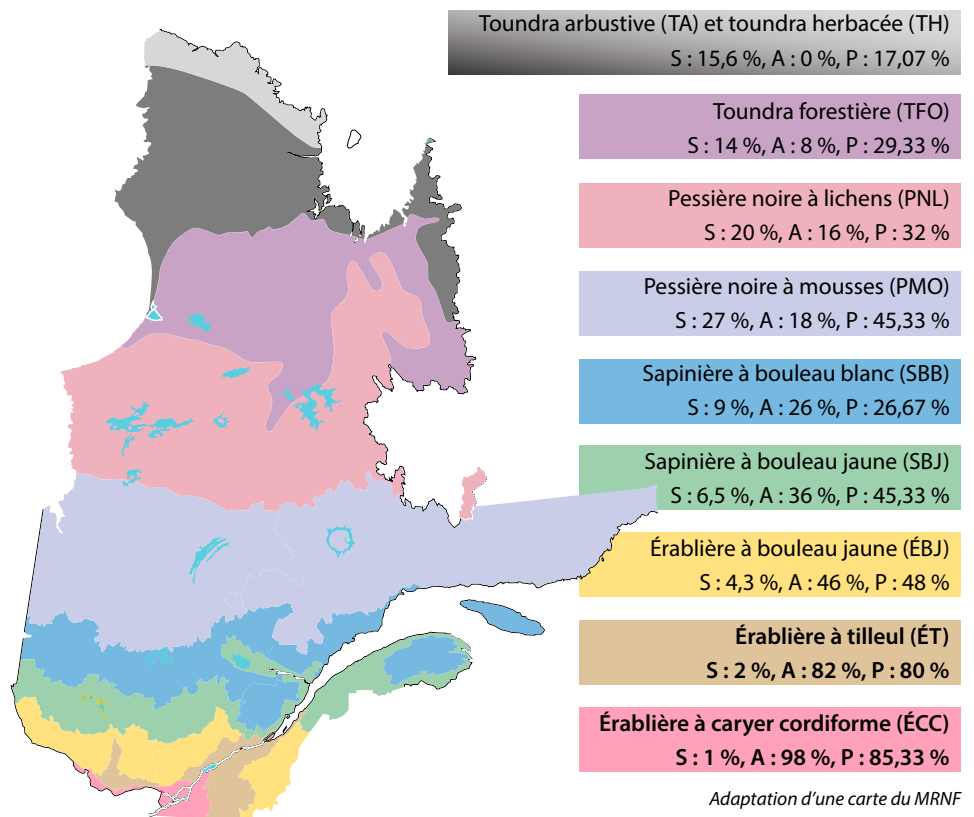 Toundra arbustive (TA) et toundra herbacée (TH)
S : 15,6 %, A : 0 %, P : 17,07 %
Toundra forestière (TFO)
S : 14 %, A : 8 %, P : 29,33 %
Pessière noire à lichens (PNL)
S : 20 %, A : 16 %, P : 32 %
Pessière noire à mousses (PMO)
S : 27 %, A : 18 %, P : 45,33 %
Sapinière à bouleau blanc (SBB)
S : 9 %, A : 26 %, P : 26,67 %
Sapinière à bouleau jaune (SBJ)
S : 6,5 %, A : 36 %, P : 45,33 %
Érablière à bouleau jaune (ÉBJ)
S : 4,3 %, A : 46 %, P : 48 %
Érablière à tilleul (ÉT)
S : 2 %, A : 82 %, P : 80 %
Érablière à caryer cordiforme (ÉCC)
S : 1 %, A : 98 %, P : 85,33 %
Adaptation d'une carte du MRNF